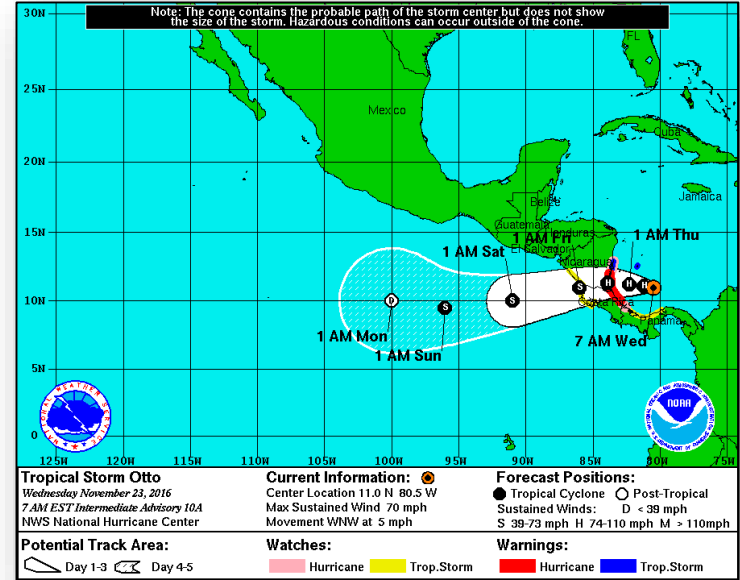 Note: The cone contains the probable path of the storm center but does not show
the size of the storm. Hazardous conditions can occur outside of the cone.
30N
25N
20N
15N
10N
5N
0
FL
Mexico
Cuba
Jamaica
Belize
Guatemala
Honduras
El Salvador
Nicaragua
Costa Rica
Panama
1 AM Fri
1 AM Sat
1 AM Thu
H
H
H
S
S
S
D
1 AM Mon
1 AM Sun
7 AM Wed
NATIONAL WEATHER SERVICE
NOAA
125W 120W 115W 110W 105W 100W 95W 90W 85W 80W 75W
Tropical Storm Otto
Wednesday November 23, 2016
7 AM EST Intermediate Advisory 10A
NWS National Hurricane Center
Current Information:
Center Location 11.0 N 80.5 W
Max Sustained Wind 70 mph
Movement WNW at 5 mph
Forecast Positions:
Tropical Cyclone Post-Tropical
Sustained Winds: D < 39 mph
S 39-73 mph H 74-110 mph M > 110mph
Potential Track Area:
Day 1-3 Day 4-5
Watches:
Hurricane Trop.Storm
Warnings:
Hurricane Trop.Storm